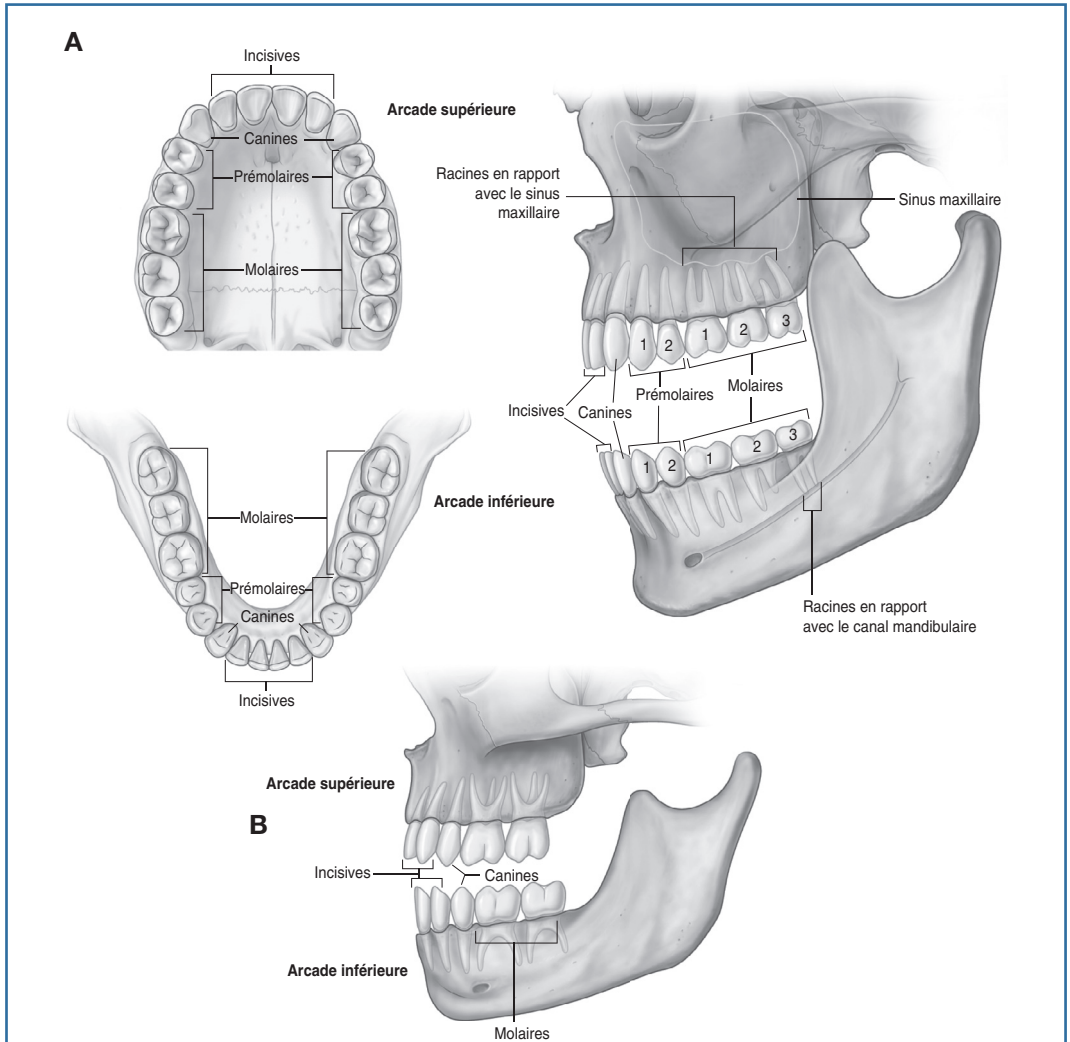 A
Incisives
Arcade supérieure
Canines
Prémolaires
Molaires
Racines en rapport
avec le sinus
maxillaire
Sinus maxillaire
1
2
1
2
3
Incisives
Canines
Prémolaires
Molaires
1
2
1
2
3
Racines en rapport
avec le canal mandibulaire
Arcade inférieure
Molaires
Prémolaires
Canines
Incisives
Arcade supérieure
B
Incisives
Canines
Arcade inférieure
Molaires